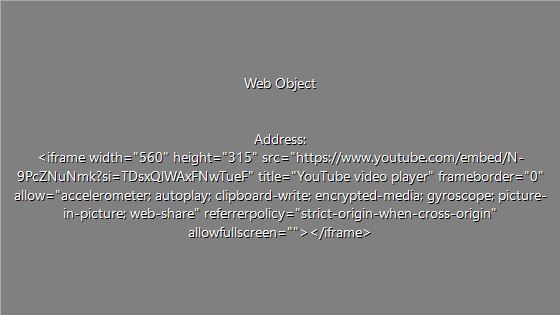 Web Object
Address:
<iframe width="560" height="315" src="https://www.youtube.com/embed/N-
9PcZNuNmk?si=TDsxQIWAxFNwTueF" title="YouTube video player" frameborder="0"
allow="accelerometer; autoplay; clipboard-write; encrypted-media; gyroscope; picture-
in-picture; web-share" referrerpolicy="strict-origin-when-cross-origin"
allowfullscreen=""></iframe>